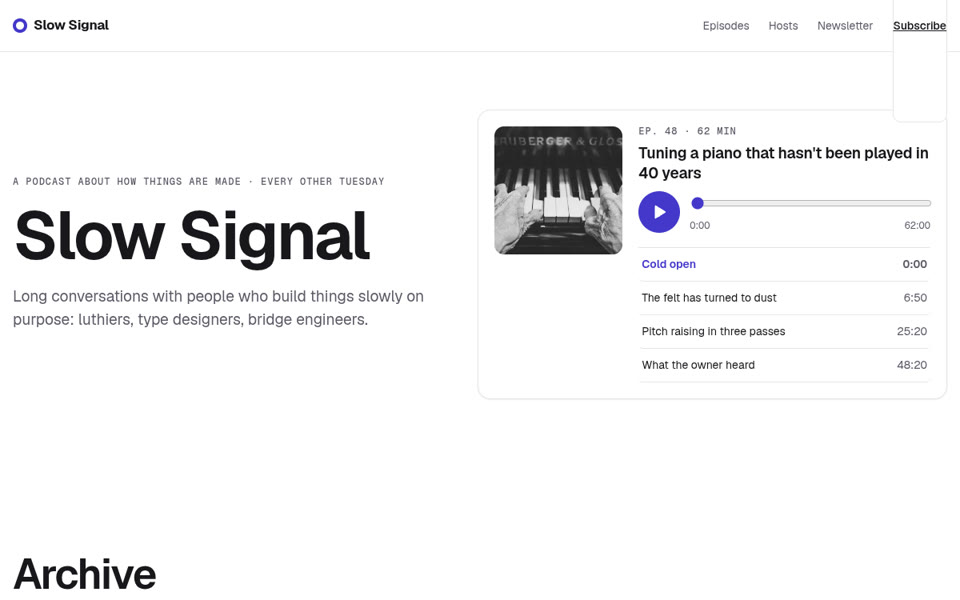 Slow Signal
Episodes
Hosts
Newsletter
Subscribe
A PODCAST ABOUT HOW THINGS ARE MADE · EVERY OTHER TUESDAY
Slow Signal
Long conversations with people who build things slowly on
purpose: luthiers, type designers, bridge engineers.
EP. 48 · 62 MIN
Tuning a piano that hasn't been played in
40 years
0:00
62:00
Cold open 0:00
The felt has turned to dust 6:50
Pitch raising in three passes 25:20
What the owner heard 48:20
Archive